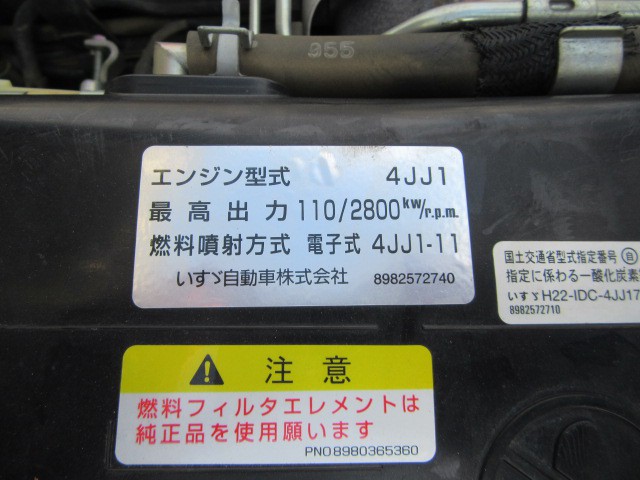 355
エンジン型式 4JJ1
最高出力 110/2800kW/r.p.m.
燃料噴射方式 電子式 4JJ1-11
いすゞ自動車株式会社 8982572740
国土交通省型式指定番号 自
指定に係わる一酸化炭素
いすゞH22-IDC-4JJ17
8982572710
注意
燃料フィルタエレメントは
純正品を使用願います
PNO8980365360